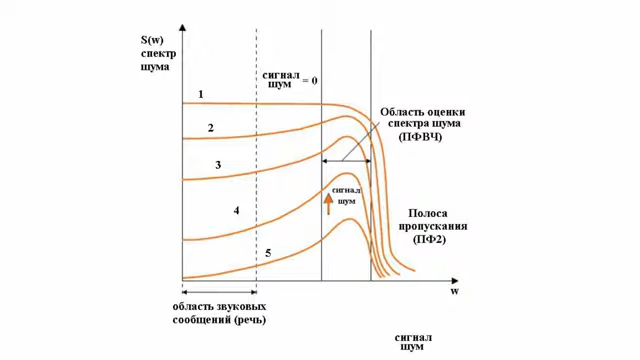 S(w)
спектр
шума
сигнал
шум = 0
1
2
3
4
5
Область оценки
спектра шума
(ПФВЧ)
сигнал
шум
Полоса
пропускания
(ПФ2)
w
область звуковых
сообщений (речь)
сигнал
шум